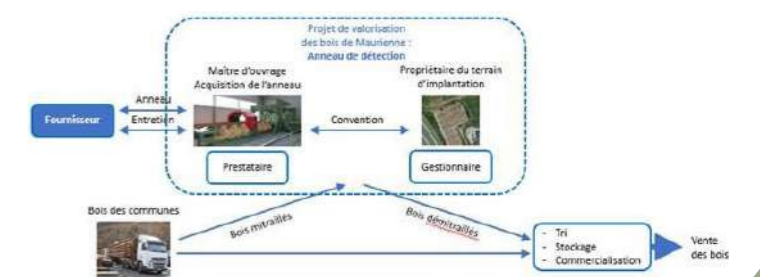 Projet de valorisation
des bois de Maurienne :
Anneau de détection
Maître d'ouvrage
Acquisition de l'anneau
Propriétaire du terrain
d'implantation
Anneau
Fournisseur
Entretien
Convention
Prestataire
Gestionnaire
Bois des communes
Bois mitraillés
Bois démitraillés
- Tri
- Stockage
- Commercialisation
Vente
des bois